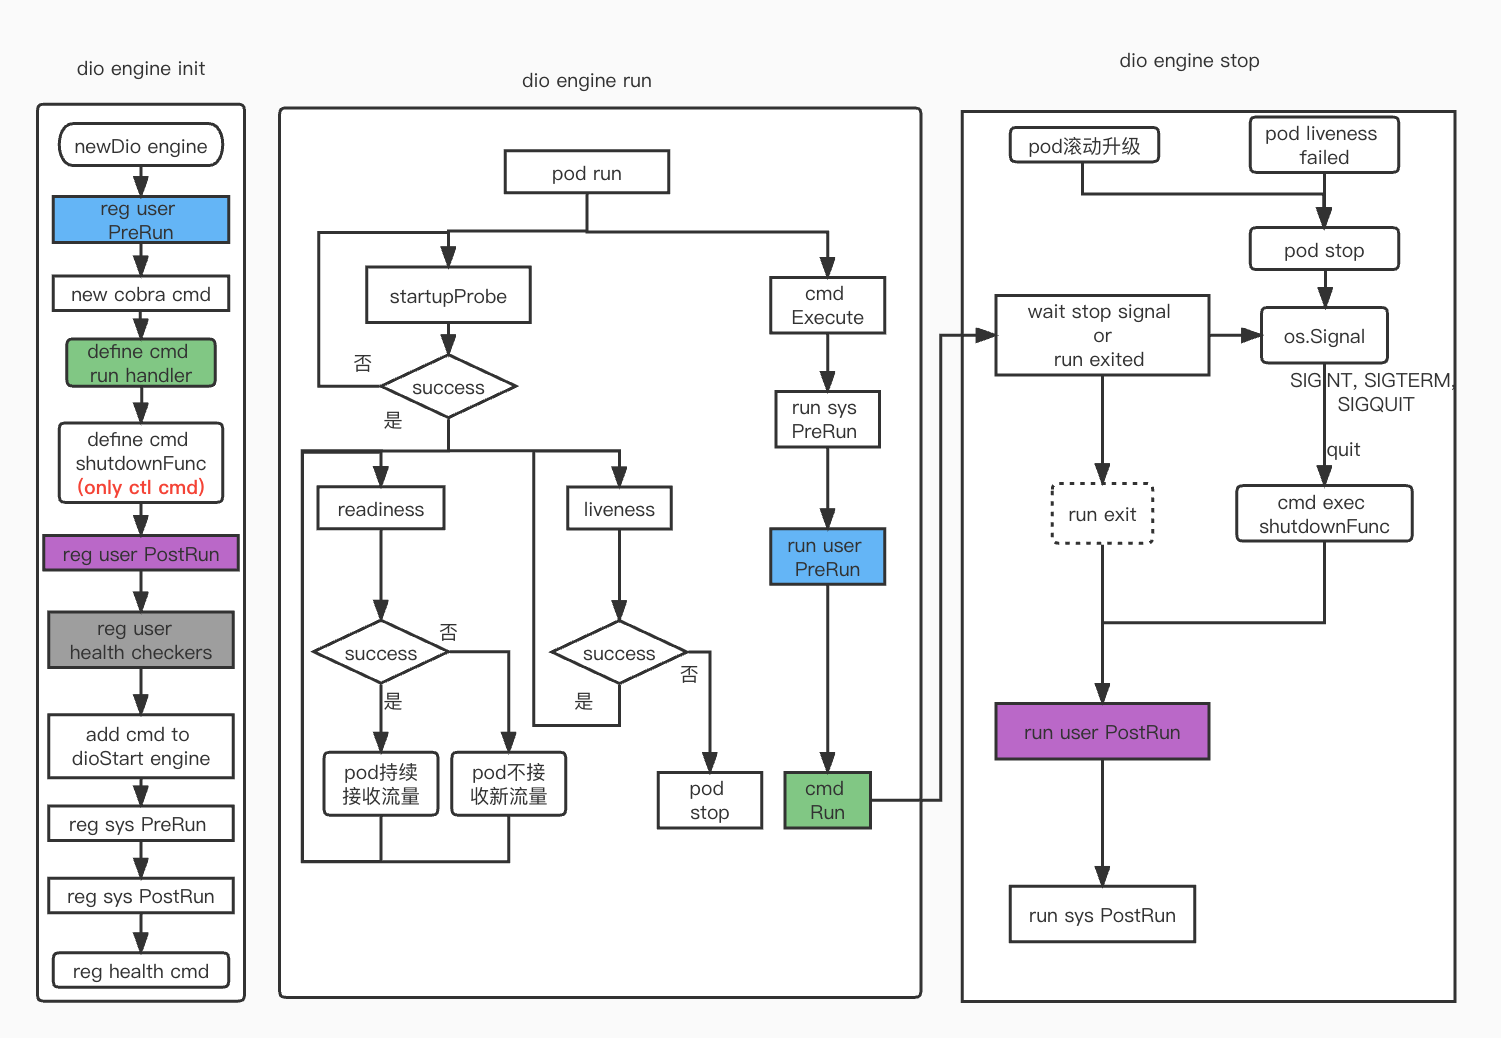 dio engine init
newDio engine
reg user
PreRun
new cobra cmd
define cmd
run handler
define cmd
shutdownFunc
(only ctl cmd)
reg user PostRun
reg user
health checkers
add cmd to
dioStart engine
reg sys PreRun
reg sys PostRun
reg health cmd
dio engine run
pod run
startupProbe
否
success
是
readiness
liveness
success
否
是
success
否
是
pod持续
接收流量
pod不接
收新流量
pod
stop
cmd
Execute
run sys
PreRun
run user
PreRun
cmd
Run
dio engine stop
pod滚动升级
pod liveness
failed
pod stop
wait stop signal
or
run exited
os.Signal
SIGINT, SIGTERM,
SIGQUIT
quit
run exit
cmd exec
shutdownFunc
run user PostRun
run sys PostRun